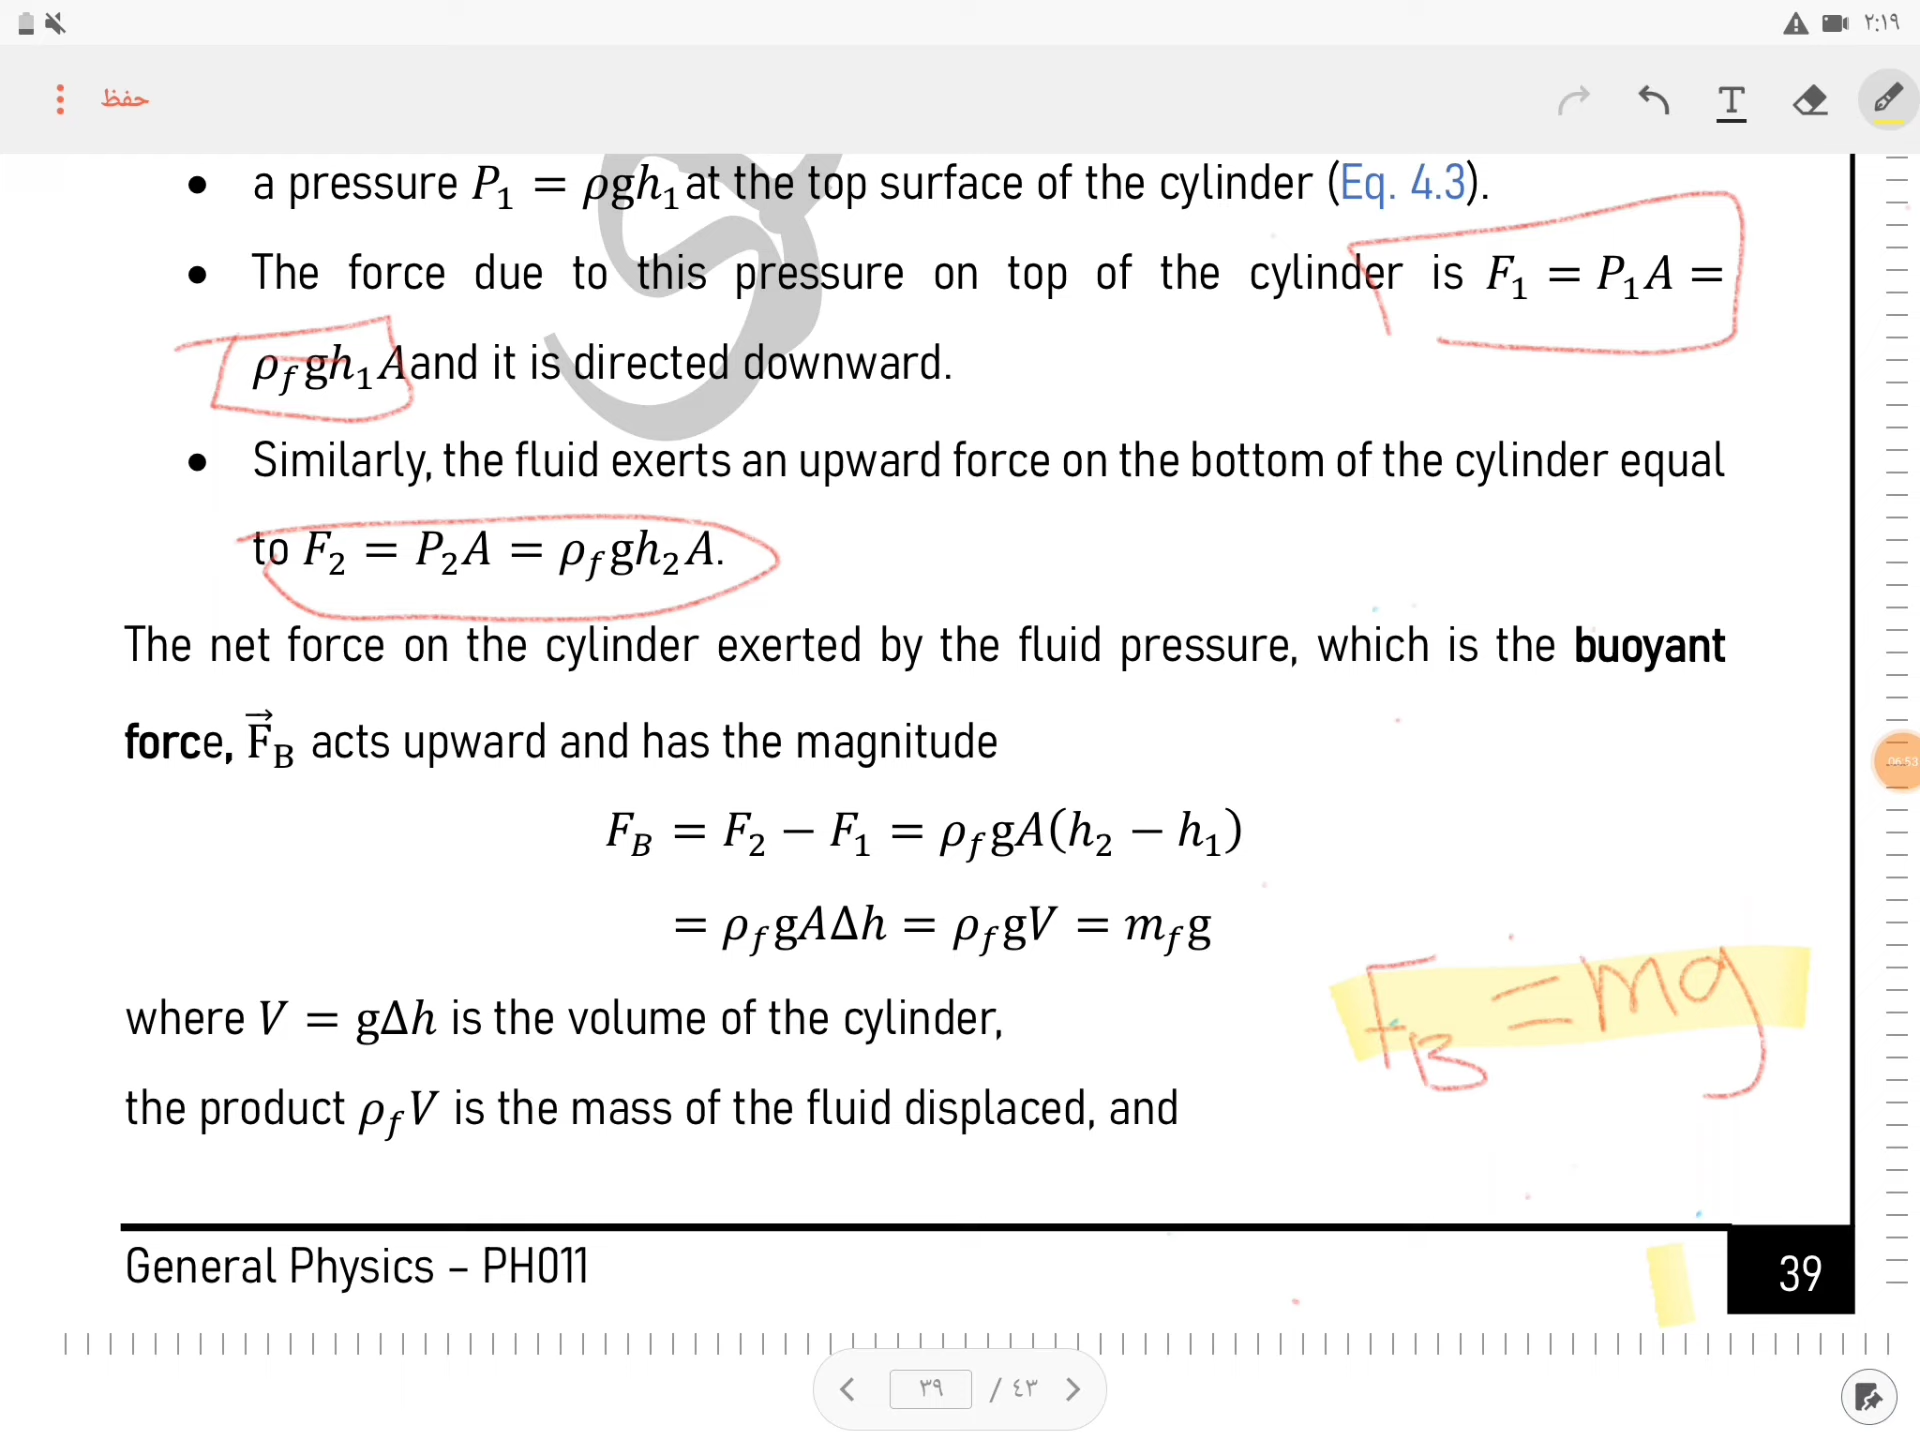 ٢:١٩
حفظ
• a pressure P₁ = ρgh₁ at the top surface of the cylinder (Eq. 4.3).
• The force due to this pressure on top of the cylinder is F₁ = P₁A =
ρ_f gh₁ A and it is directed downward.
• Similarly, the fluid exerts an upward force on the bottom of the cylinder equal
to F₂ = P₂A = ρ_f gh₂A.
The net force on the cylinder exerted by the fluid pressure, which is the buoyant
force, F⃗_B acts upward and has the magnitude
F_B = F₂ − F₁ = ρ_f gA(h₂ − h₁)
= ρ_f gAΔh = ρ_f gV = m_f g
where V = gΔh is the volume of the cylinder,
F_B = mg
the product ρ_f V is the mass of the fluid displaced, and
General Physics – PH011
39
06:53
٣٩ / ٤٣